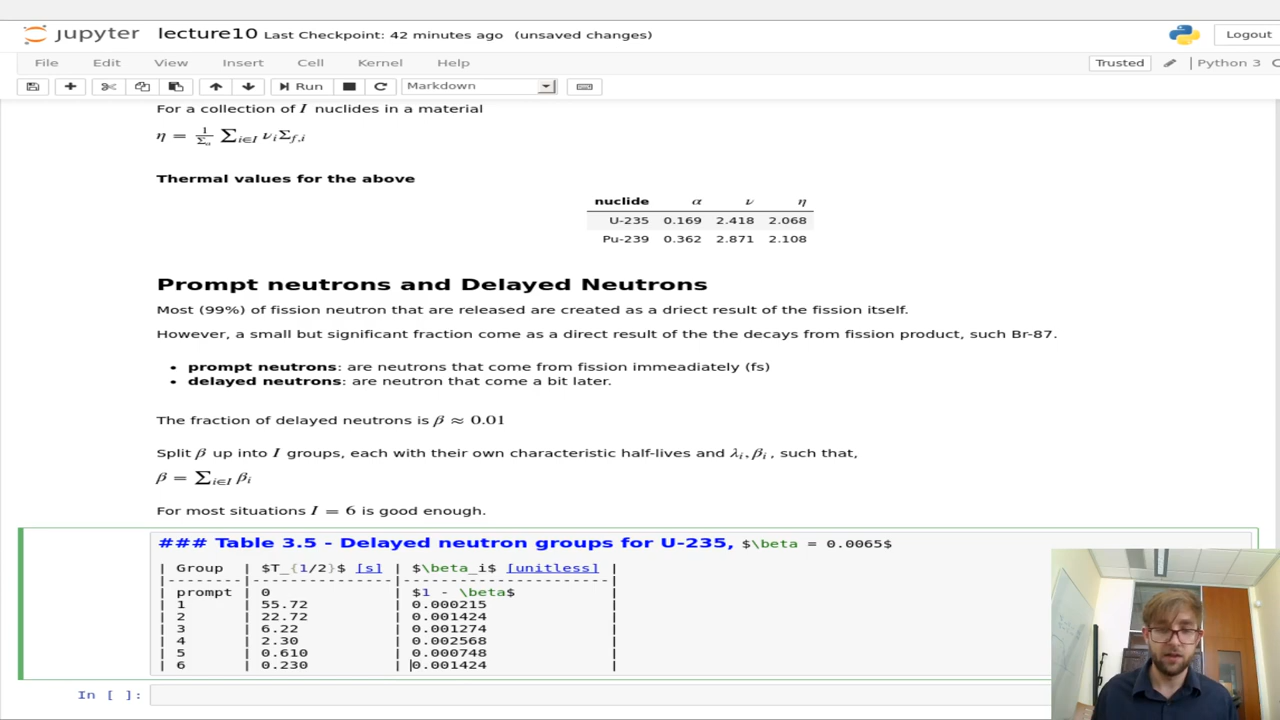 jupyter lecture10 Last Checkpoint: 42 minutes ago (unsaved changes) Logout
File Edit View Insert Cell Kernel Help Trusted Python 3
Run Markdown
For a collection of I nuclides in a material
η = 1/Σa ∑i∈I νiΣf,i
Thermal values for the above
nuclide α ν η
U-235 0.169 2.418 2.068
Pu-239 0.362 2.871 2.108
Prompt neutrons and Delayed Neutrons
Most (99%) of fission neutron that are released are created as a driect result of the fission itself.
However, a small but significant fraction come as a direct result of the the decays from fission product, such Br-87.
• prompt neutrons: are neutrons that come from fission immeadiately (fs)
• delayed neutrons: are neutron that come a bit later.
The fraction of delayed neutrons is β ≈ 0.01
Split β up into I groups, each with their own characteristic half-lives and λi, βi, such that,
β = ∑i∈I βi
For most situations I = 6 is good enough.
### Table 3.5 - Delayed neutron groups for U-235, $\beta = 0.0065$
| Group | $T_{1/2}$ [s] | $\beta_i$ [unitless] |
|--------|---------------|----------------------|
| prompt | 0 | $1 - \beta$ |
| 1 | 55.72 | 0.000215 |
| 2 | 22.72 | 0.001424 |
| 3 | 6.22 | 0.001274 |
| 4 | 2.30 | 0.002568 |
| 5 | 0.610 | 0.000748 |
| 6 | 0.230 | 0.001424 |
In [ ]: